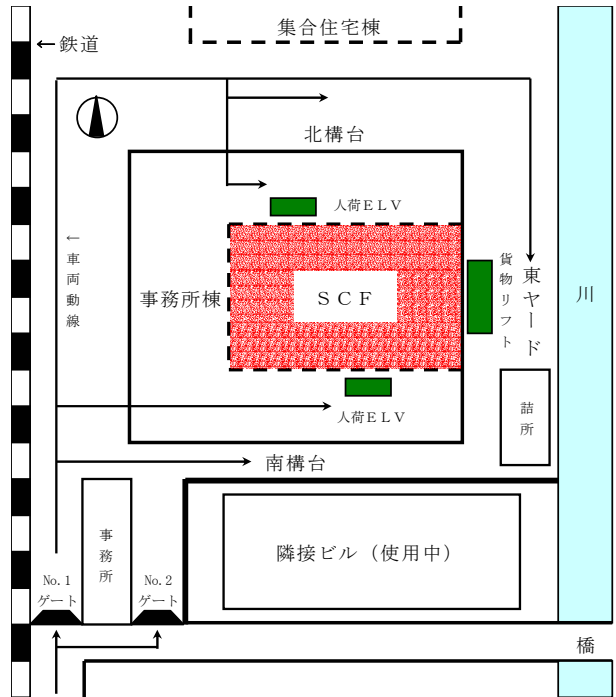 集合住宅棟
←鉄道
北構台
人荷ELV
←車両動線
貨物リフト
東ヤード
川
事務所棟
SCF
人荷ELV
詰所
南構台
事務所
隣接ビル（使用中）
No.1
ゲート
No.2
ゲート
橋